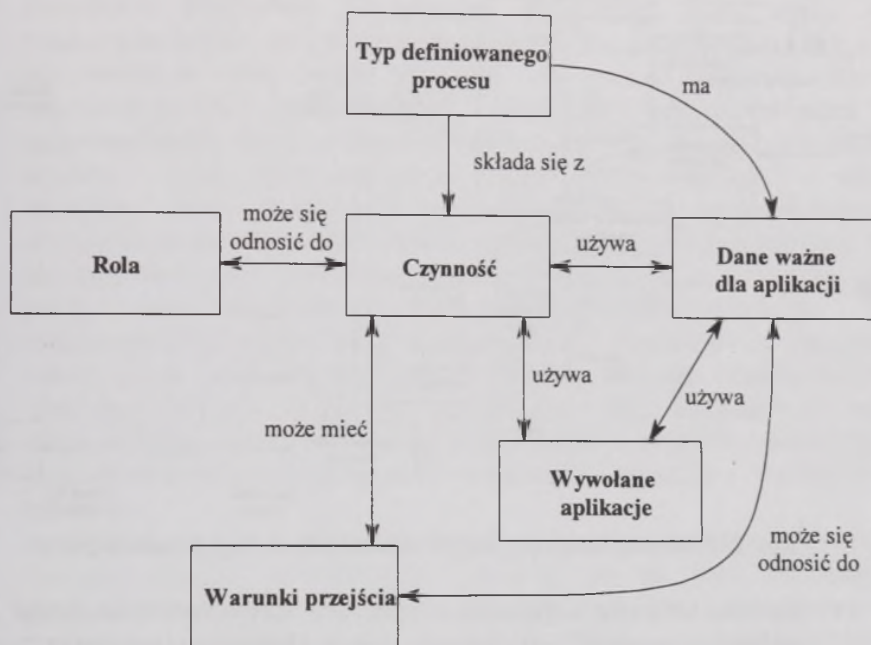 Typ definiowanego
procesu
ma
składa się z
może się
odnosić do
używa
Rola
Czynność
Dane ważne
dla aplikacji
używa
używa
może mieć
Wywołane
aplikacje
może się
odnosić do
Warunki przejścia